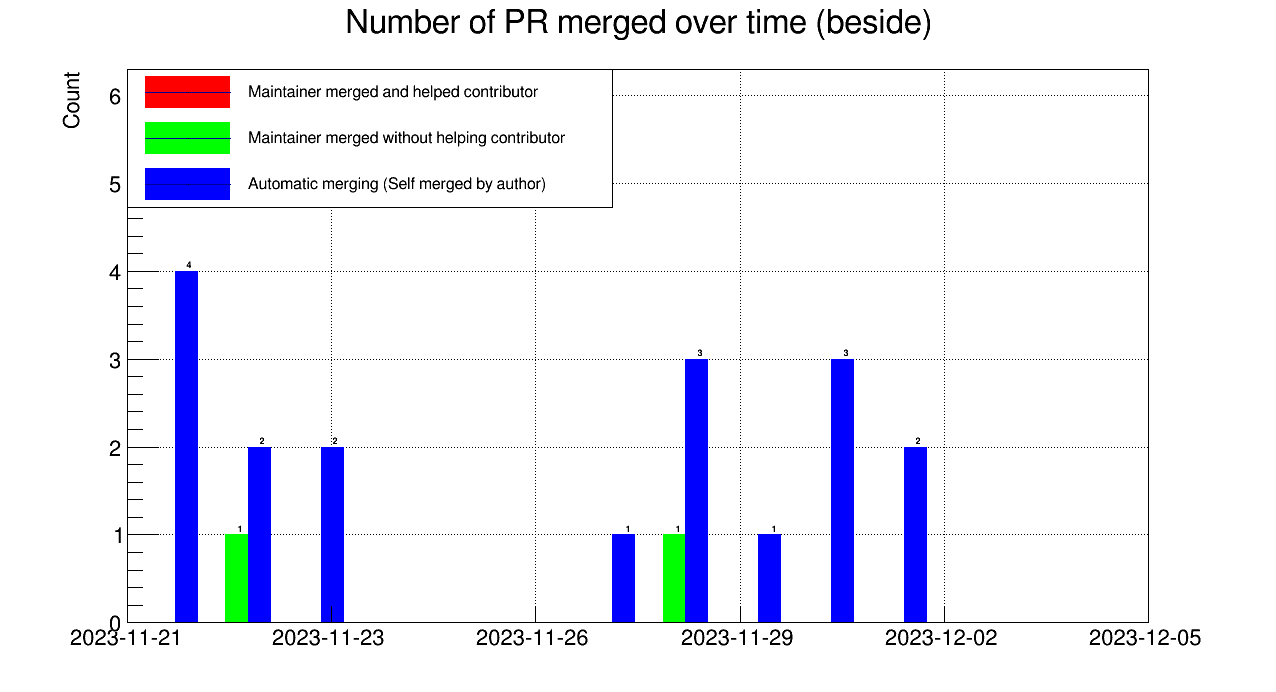 Number of PR merged over time (beside)
Count
Maintainer merged and helped contributor
Maintainer merged without helping contributor
Automatic merging (Self merged by author)
6
5
4
3
2
1
0
4
1
2
2
1
1
3
1
3
2
2023-11-21 2023-11-23 2023-11-26 2023-11-29 2023-12-02 2023-12-05